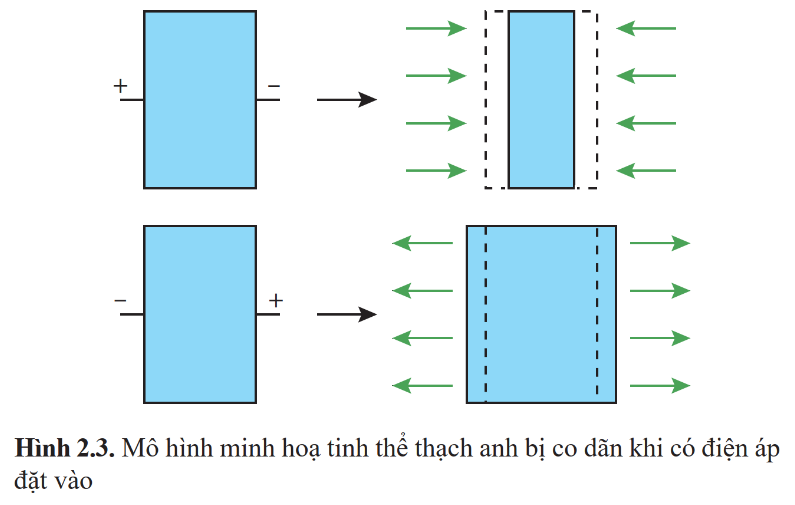 + –
– +
Hình 2.3. Mô hình minh hoạ tinh thể thạch anh bị co dãn khi có điện áp
đặt vào